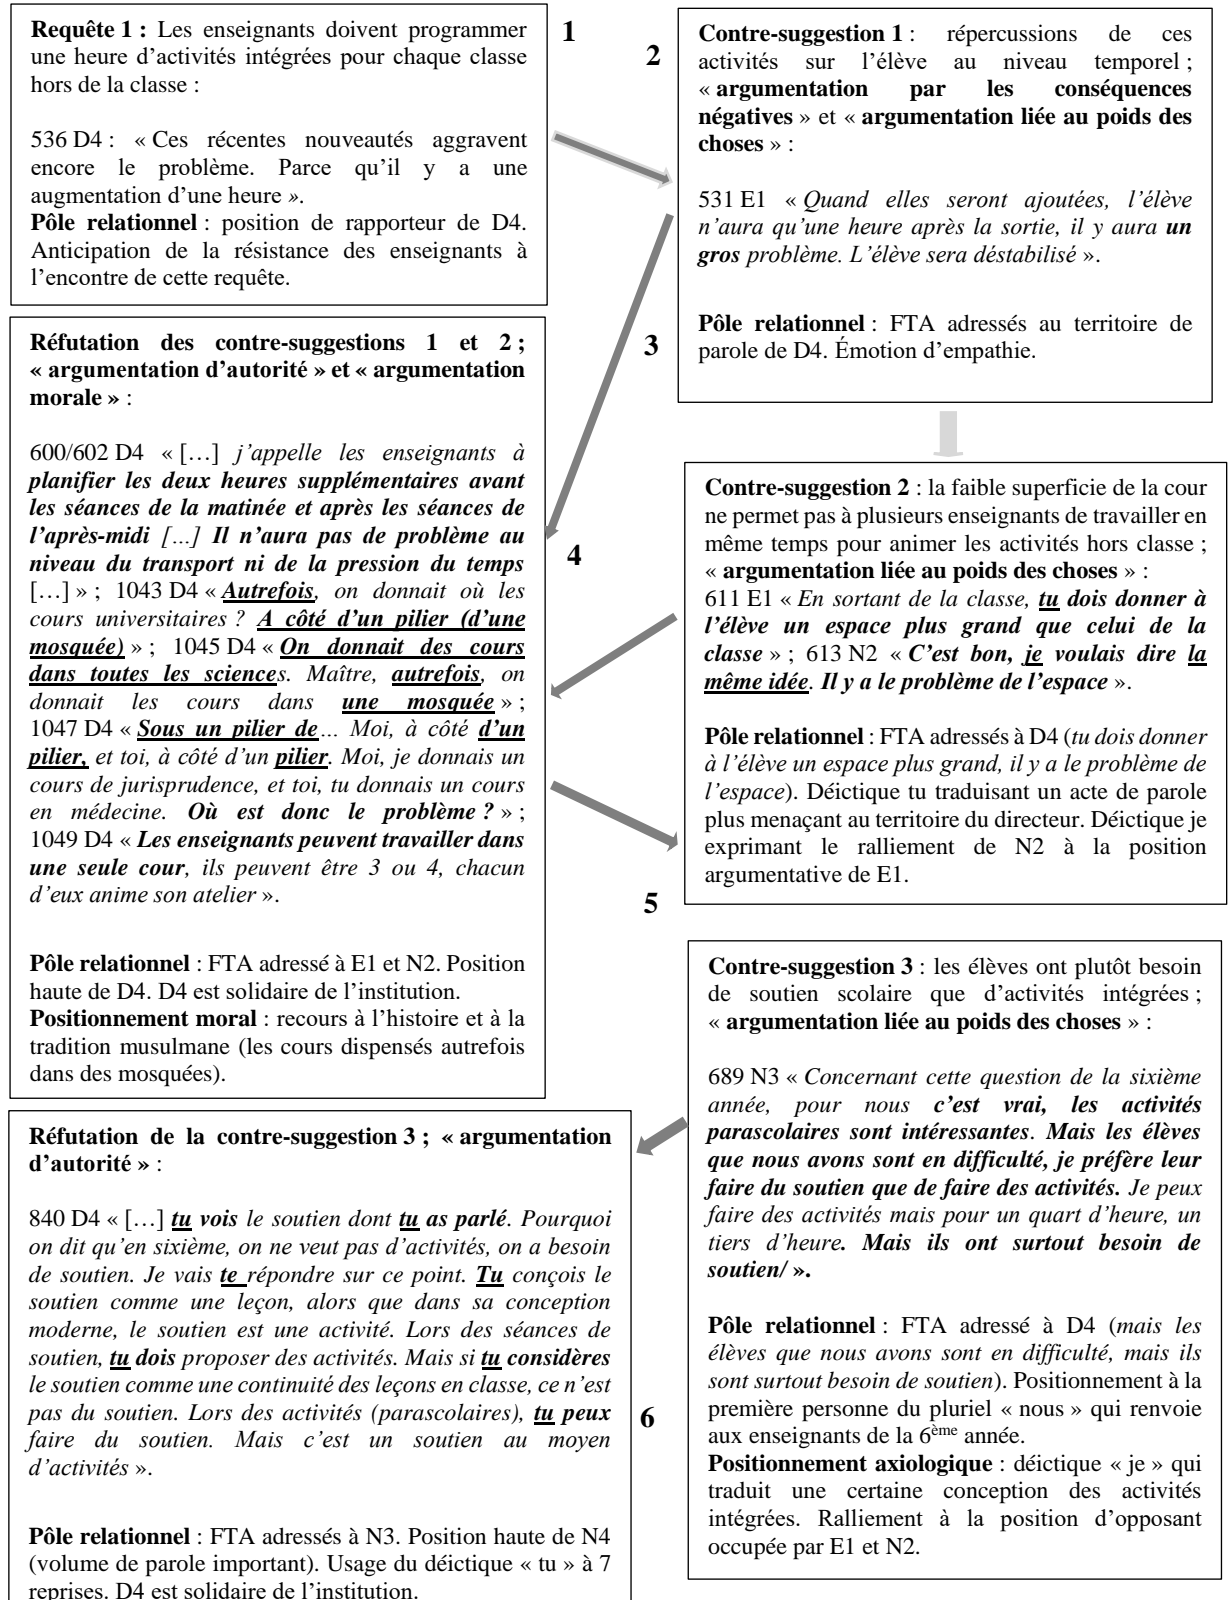 Requête 1 : Les enseignants doivent programmer
une heure d’activités intégrées pour chaque classe
hors de la classe :
536 D4 : « Ces récentes nouveautés aggravent
encore le problème. Parce qu’il y a une
augmentation d’une heure ».
Pôle relationnel : position de rapporteur de D4.
Anticipation de la résistance des enseignants à
l’encontre de cette requête.
1
2
Contre-suggestion 1 : répercussions de ces
activités sur l’élève au niveau temporel ;
« argumentation par les conséquences
négatives » et « argumentation liée au poids des
choses » :
531 E1 « Quand elles seront ajoutées, l’élève
n’aura qu’une heure après la sortie, il y aura un
gros problème. L’élève sera déstabilisé ».
Pôle relationnel : FTA adressés au territoire de
parole de D4. Émotion d’empathie.
3
Réfutation des contre-suggestions 1 et 2 ;
« argumentation d’autorité » et « argumentation
morale » :
600/602 D4 « […] j’appelle les enseignants à
planifier les deux heures supplémentaires avant
les séances de la matinée et après les séances de
l’après-midi […] Il n’aura pas de problème au
niveau du transport ni de la pression du temps
[…] » ; 1043 D4 « Autrefois, on donnait où les
cours universitaires ? A côté d’un pilier (d’une
mosquée) » ; 1045 D4 « On donnait des cours
dans toutes les sciences. Maître, autrefois, on
donnait les cours dans une mosquée » ;
1047 D4 « Sous un pilier de… Moi, à côté d’un
pilier, et toi, à côté d’un pilier. Moi, je donnais un
cours de jurisprudence, et toi, tu donnais un cours
en médecine. Où est donc le problème ? » ;
1049 D4 « Les enseignants peuvent travailler dans
une seule cour, ils peuvent être 3 ou 4, chacun
d’eux anime son atelier ».
Pôle relationnel : FTA adressé à E1 et N2. Position
haute de D4. D4 est solidaire de l’institution.
Positionnement moral : recours à l’histoire et à la
tradition musulmane (les cours dispensés autrefois
dans des mosquées).
4
Contre-suggestion 2 : la faible superficie de la cour
ne permet pas à plusieurs enseignants de travailler en
même temps pour animer les activités hors classe ;
« argumentation liée au poids des choses » :
611 E1 « En sortant de la classe, tu dois donner à
l’élève un espace plus grand que celui de la
classe » ; 613 N2 « C’est bon, je voulais dire la
même idée. Il y a le problème de l’espace ».
Pôle relationnel : FTA adressés à D4 (tu dois donner
à l’élève un espace plus grand, il y a le problème de
l’espace). Déictique tu traduisant un acte de parole
plus menaçant au territoire du directeur. Déictique je
exprimant le ralliement de N2 à la position
argumentative de E1.
5
Contre-suggestion 3 : les élèves ont plutôt besoin
de soutien scolaire que d’activités intégrées ;
« argumentation liée au poids des choses » :
689 N3 « Concernant cette question de la sixième
année, pour nous c’est vrai, les activités
parascolaires sont intéressantes. Mais les élèves
que nous avons sont en difficulté, je préfère leur
faire du soutien que de faire des activités. Je peux
faire des activités mais pour un quart d’heure, un
tiers d’heure. Mais ils ont surtout besoin de
soutien/ ».
Pôle relationnel : FTA adressé à D4 (mais les
élèves que nous avons sont en difficulté, mais ils
sont surtout besoin de soutien). Positionnement à la
première personne du pluriel « nous » qui renvoie
aux enseignants de la 6ème année.
Positionnement axiologique : déictique « je » qui
traduit une certaine conception des activités
intégrées. Ralliement à la position d’opposant
occupée par E1 et N2.
Réfutation de la contre-suggestion 3 ; « argumentation
d’autorité » :
840 D4 « […] tu vois le soutien dont tu as parlé. Pourquoi
on dit qu’en sixième, on ne veut pas d’activités, on a besoin
de soutien. Je vais te répondre sur ce point. Tu conçois le
soutien comme une leçon, alors que dans sa conception
moderne, le soutien est une activité. Lors des séances de
soutien, tu dois proposer des activités. Mais si tu considères
le soutien comme une continuité des leçons en classe, ce n’est
pas du soutien. Lors des activités (parascolaires), tu peux
faire du soutien. Mais c’est un soutien au moyen
d’activités ».
Pôle relationnel : FTA adressés à N3. Position haute de N4
(volume de parole important). Usage du déictique « tu » à 7
reprises. D4 est solidaire de l’institution.
6